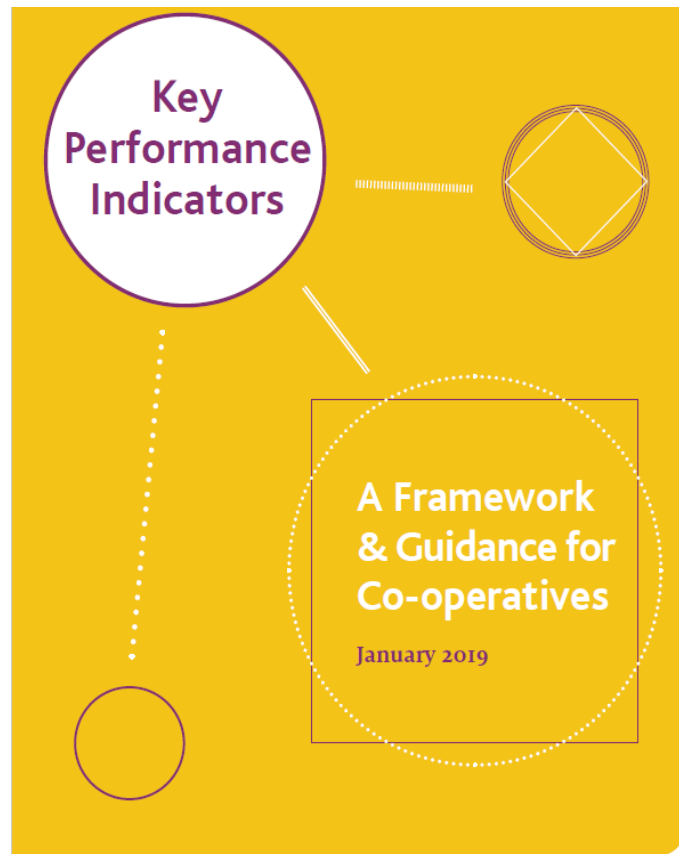 Key
Performance
Indicators
A Framework
& Guidance for
Co-operatives
January 2019